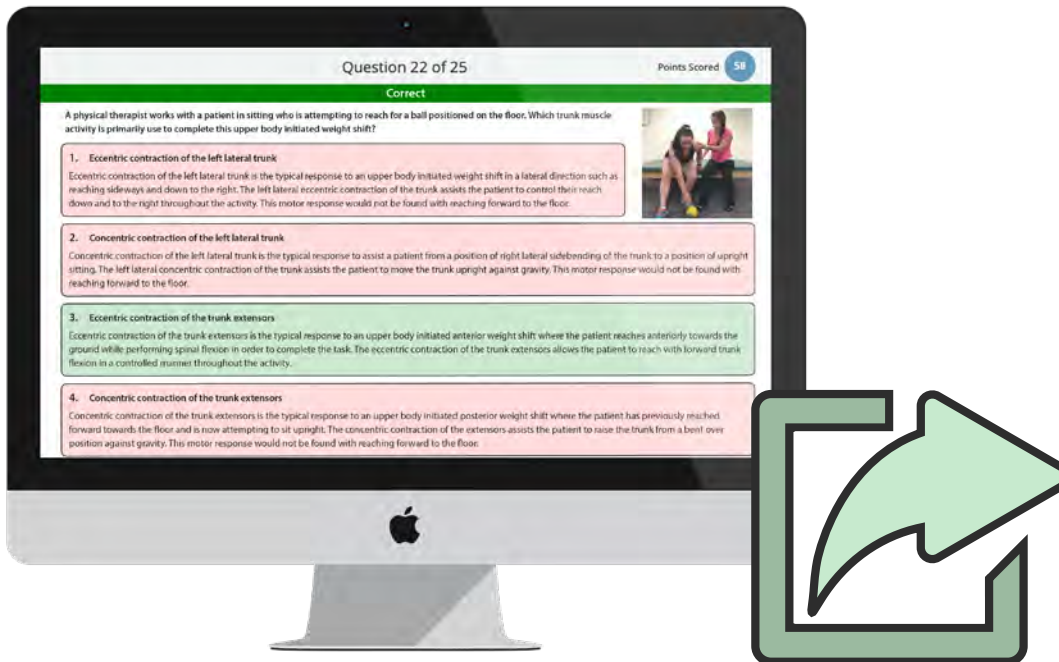 Question 22 of 25
Points Scored 58
Correct
A physical therapist works with a patient in sitting who is attempting to reach for a ball positioned on the floor. Which trunk muscle
activity is primarily use to complete this upper body initiated weight shift?
1. Eccentric contraction of the left lateral trunk
Eccentric contraction of the left lateral trunk is the typical response to an upper body initiated weight shift in a lateral direction such as
reaching sideways and down to the right. The left lateral eccentric contraction of the trunk assists the patient to control their reach
down and to the right throughout the activity. This motor response would not be found with reaching forward to the floor.
2. Concentric contraction of the left lateral trunk
Concentric contraction of the left lateral trunk is the typical response to assist a patient from a position of right lateral sidebending of the trunk to a position of upright
sitting. The left lateral concentric contraction of the trunk assists the patient to move the trunk upright against gravity. This motor response would not be found with
reaching forward to the floor.
3. Eccentric contraction of the trunk extensors
Eccentric contraction of the trunk extensors is the typical response to an upper body initiated anterior weight shift where the patient reaches anteriorly towards the
ground while performing spinal flexion in order to complete the task. The eccentric contraction of the trunk extensors allows the patient to reach with forward trunk
flexion in a controlled manner throughout the activity.
4. Concentric contraction of the trunk extensors
Concentric contraction of the trunk extensors is the typical response to an upper body initiated posterior weight shift where the patient has previously reached
forward towards the floor and is now attempting to sit upright. The concentric contraction of the extensors assists the patient to raise the trunk from a bent over
position against gravity. This motor response would not be found with reaching forward to the floor.